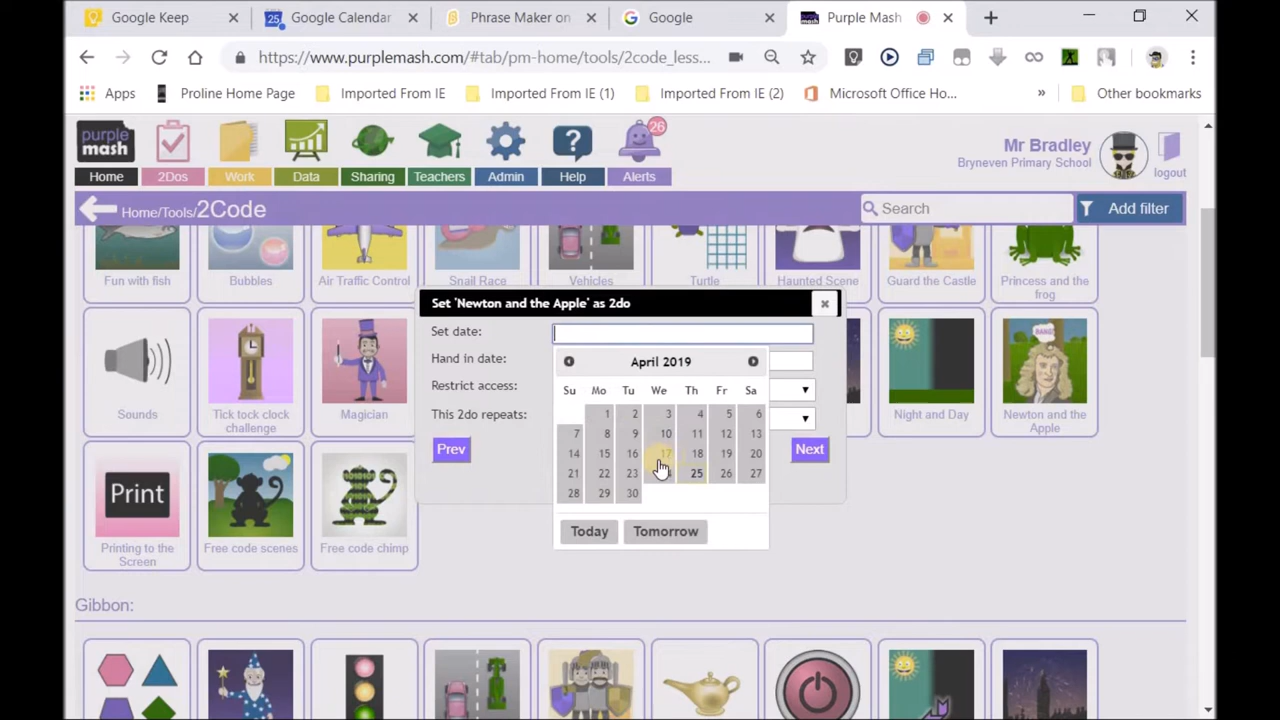 Google Keep
25
Google Calendar
Phrase Maker on
Google
Purple Mash
https://www.purplemash.com/#tab/pm-home/tools/2code_less...
Apps
Proline Home Page
Imported From IE
Imported From IE (1)
Imported From IE (2)
Microsoft Office Ho...
»
Other bookmarks
purple
mash
26
Home
2Dos
Work
Data
Sharing
Teachers
Admin
Help
Alerts
Mr Bradley
Bryneven Primary School
logout
Home/Tools/2Code
Search
Add filter
Fun with fish
Bubbles
Air Traffic Control
Snail Race
Vehicles
Turtle
Haunted Scene
Guard the Castle
Princess and the
frog
Set 'Newton and the Apple' as 2do
Set date:
Hand in date:
Restrict access:
This 2do repeats:
Prev
Next
April 2019
Su Mo Tu We Th Fr Sa
1 2 3 4 5 6
7 8 9 10 11 12 13
14 15 16 17 18 19 20
21 22 23 25 26 27
28 29 30
Today
Tomorrow
Sounds
Tick tock clock
challenge
Magician
Night and Day
BANG!
Newton and the
Apple
Print
Printing to the
Screen
Free code scenes
Free code chimp
Gibbon: